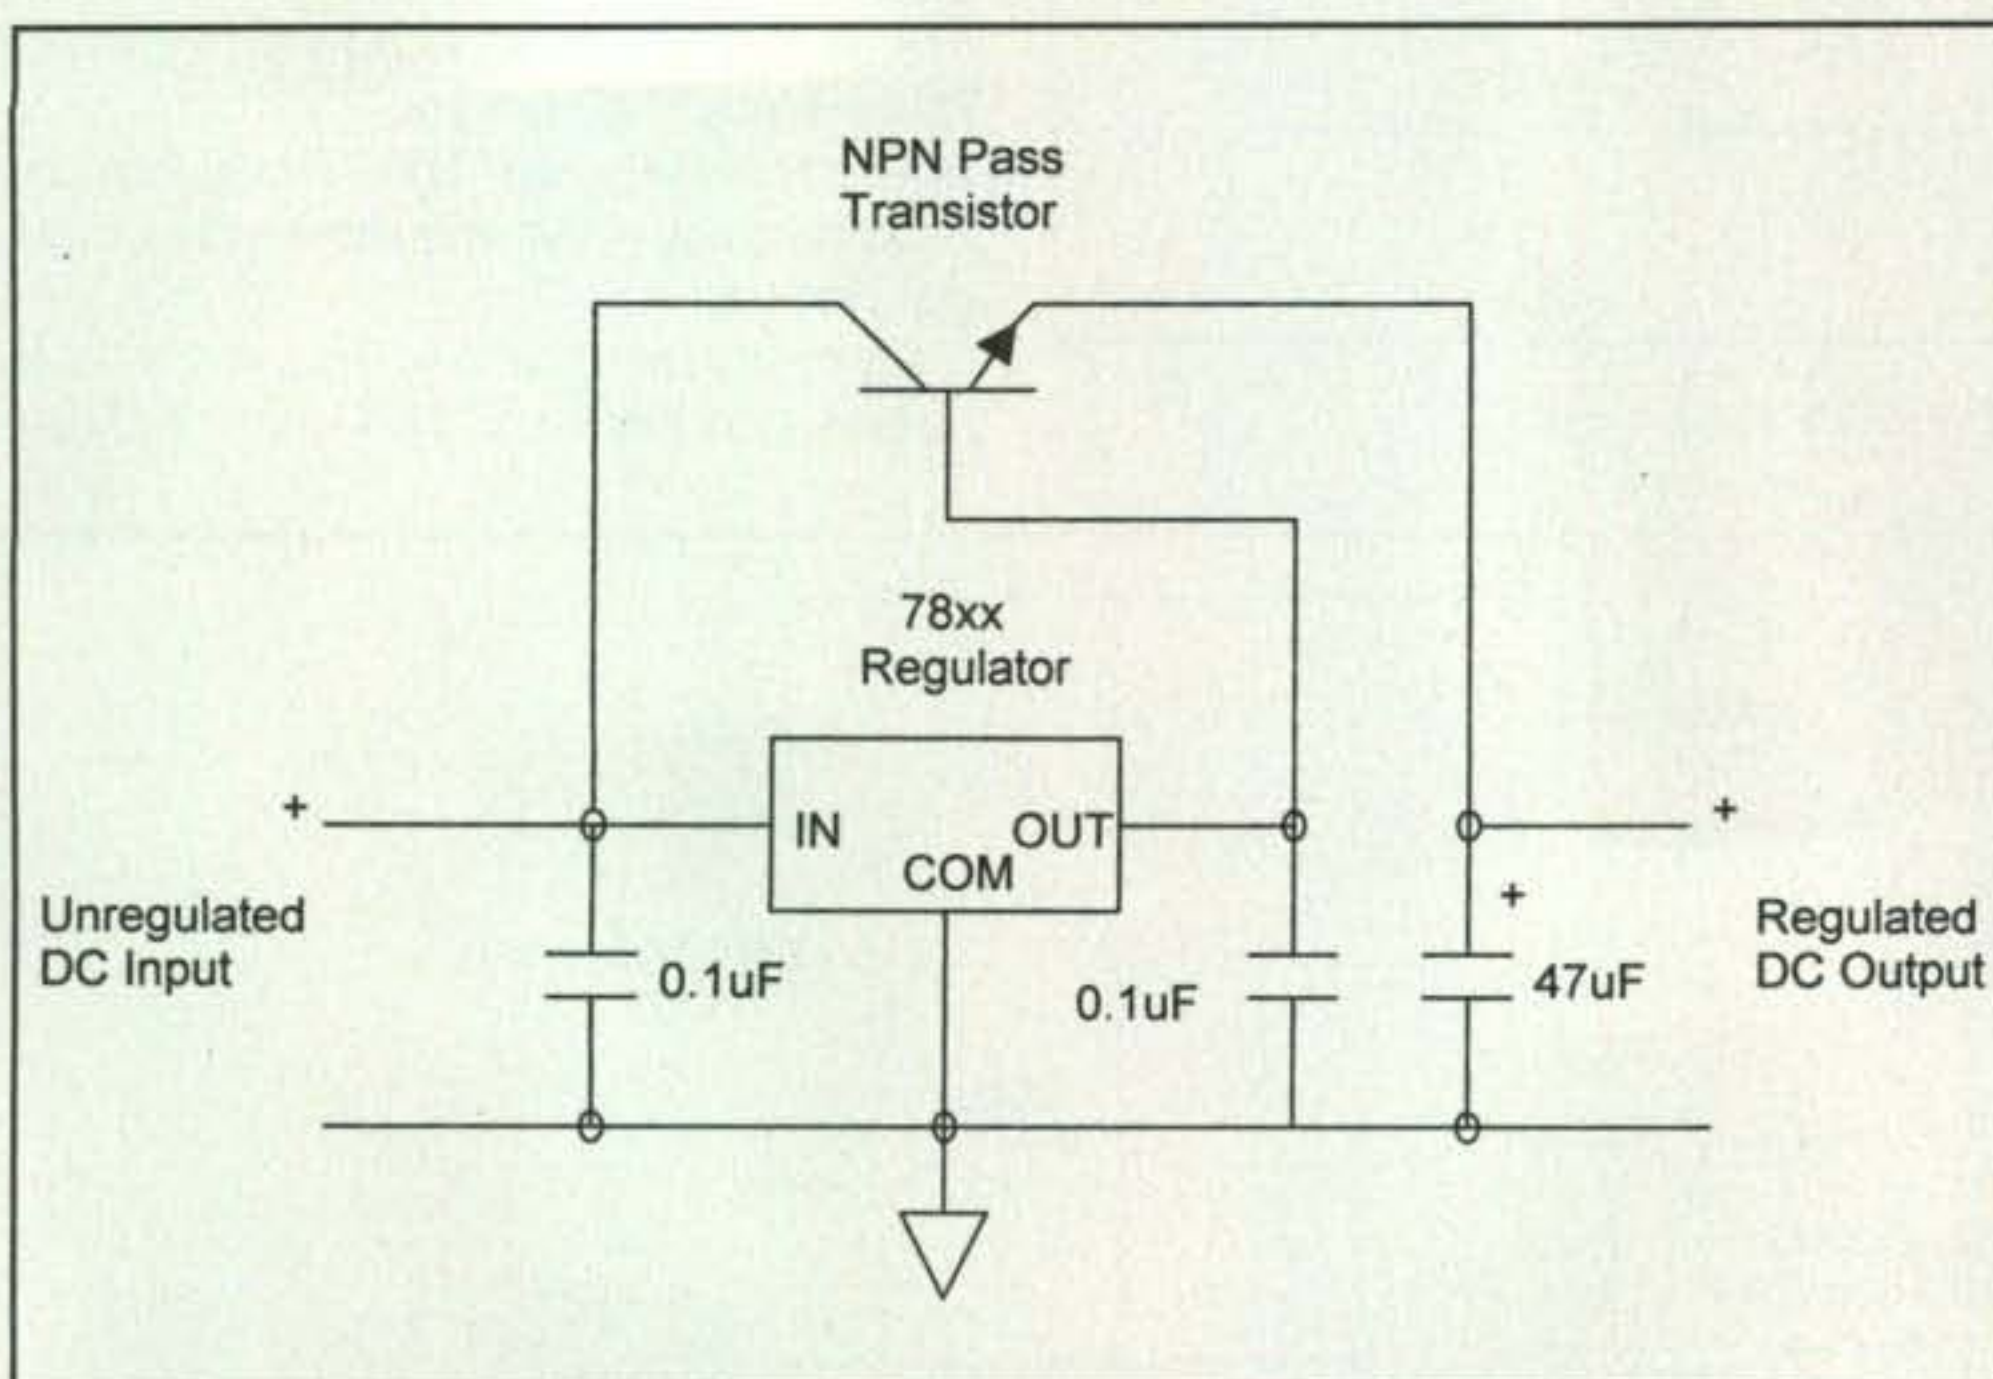 NPN Pass
Transistor
78xx
Regulator
+
IN
OUT
COM
+
+
Unregulated
DC Input
0.1uF
0.1uF
47uF
Regulated
DC Output